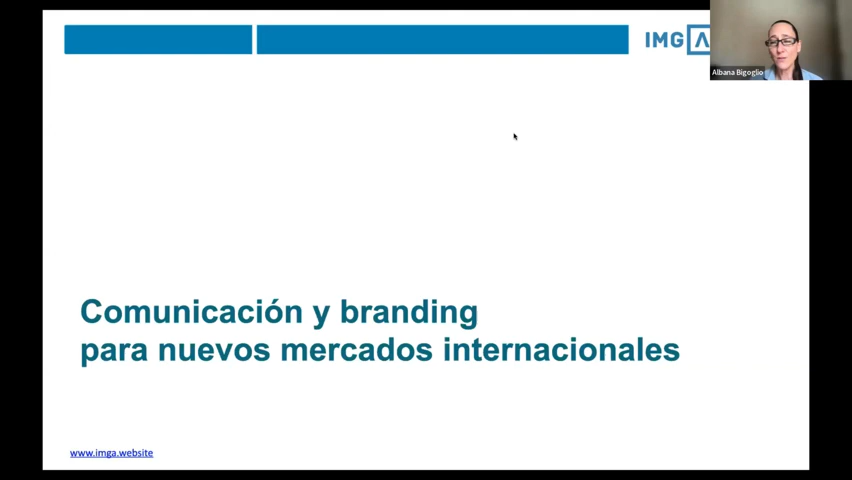 IMG A
Albana Bigoglio
Comunicación y branding
para nuevos mercados internacionales
www.imga.website